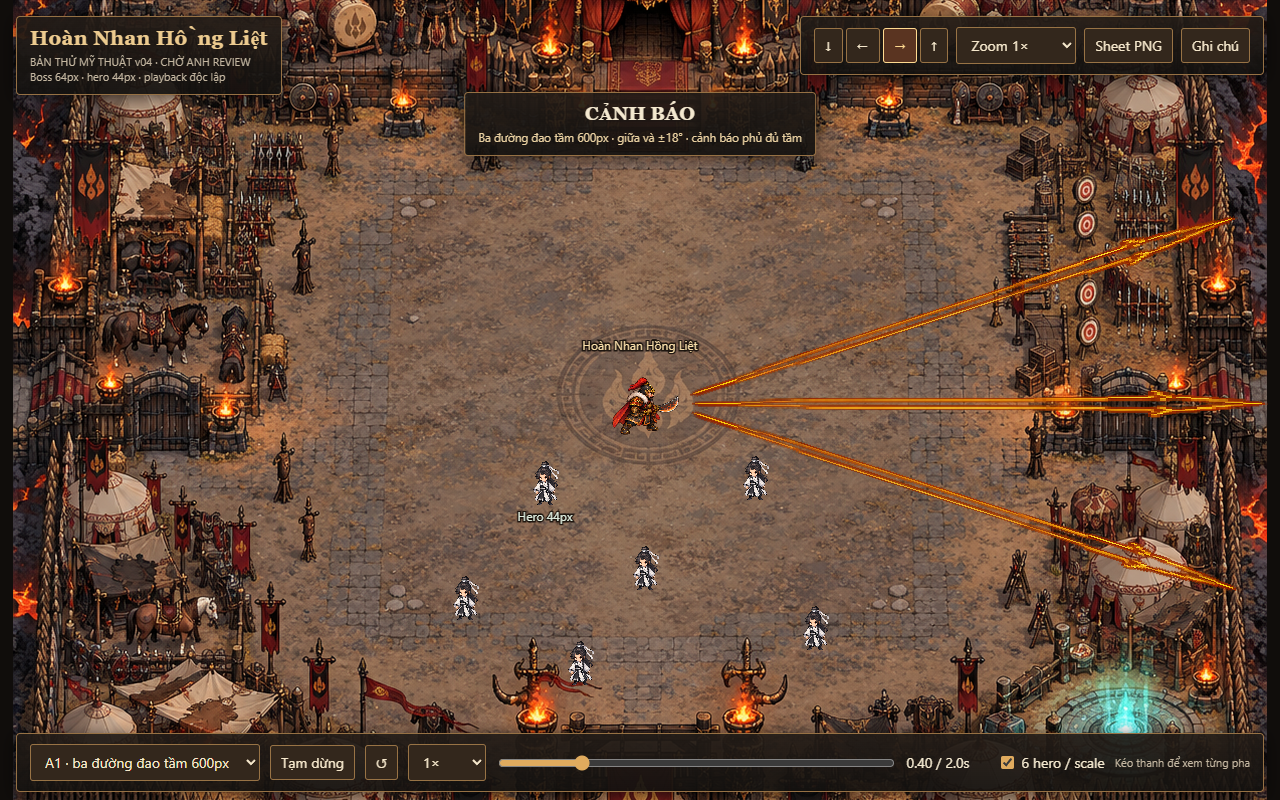 Hoàn Nhan Hồng Liệt
BẢN THỬ MỸ THUẬT v04 · CHỜ ANH REVIEW
Boss 64px · hero 44px · playback độc lập
↓ ← → ↑ Zoom 1× Sheet PNG Ghi chú
CẢNH BÁO
Ba đường đao tầm 600px · giữa và ±18° · cảnh báo phủ đủ tầm
Hoàn Nhan Hồng Liệt
Hero 44px
A1 · ba đường đao tầm 600px Tạm dừng ↺ 1× 0.40 / 2.0s 6 hero / scale Kéo thanh để xem từng pha